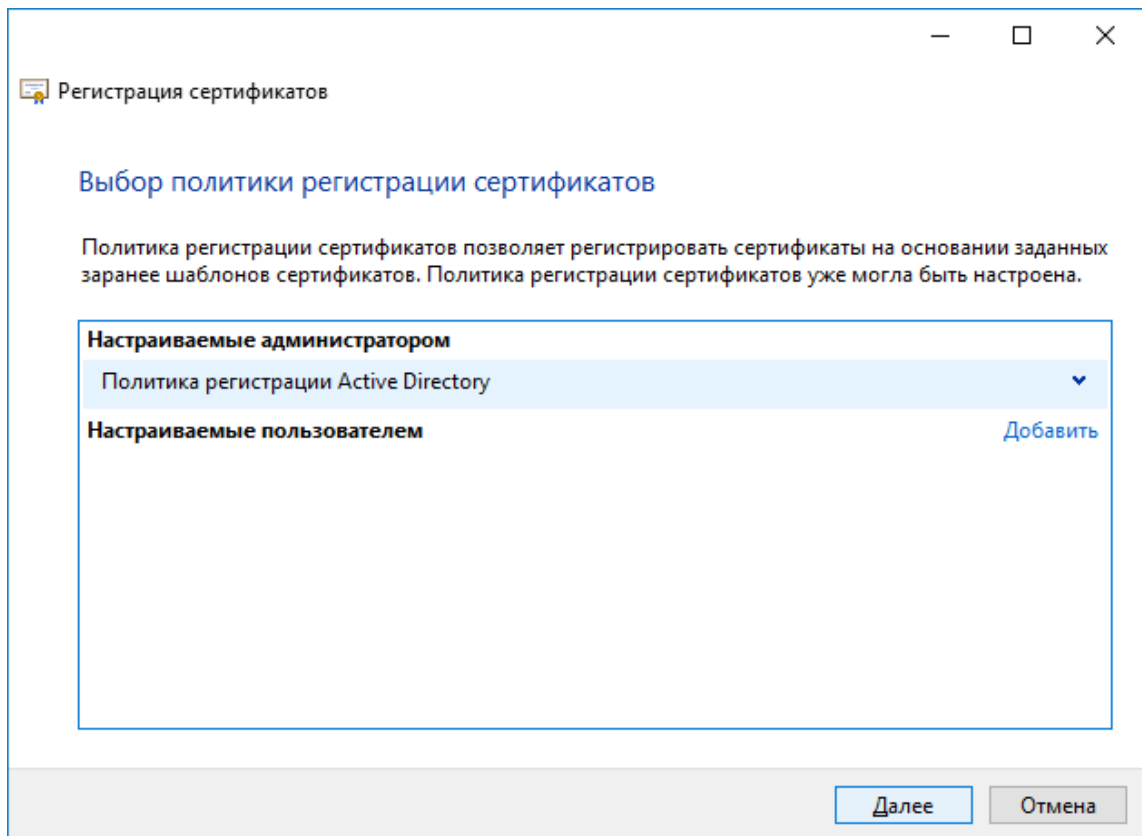 Регистрация сертификатов
Выбор политики регистрации сертификатов
Политика регистрации сертификатов позволяет регистрировать сертификаты на основании заданных
заранее шаблонов сертификатов. Политика регистрации сертификатов уже могла быть настроена.
Настраиваемые администратором
Политика регистрации Active Directory
Настраиваемые пользователем Добавить
Далее Отмена